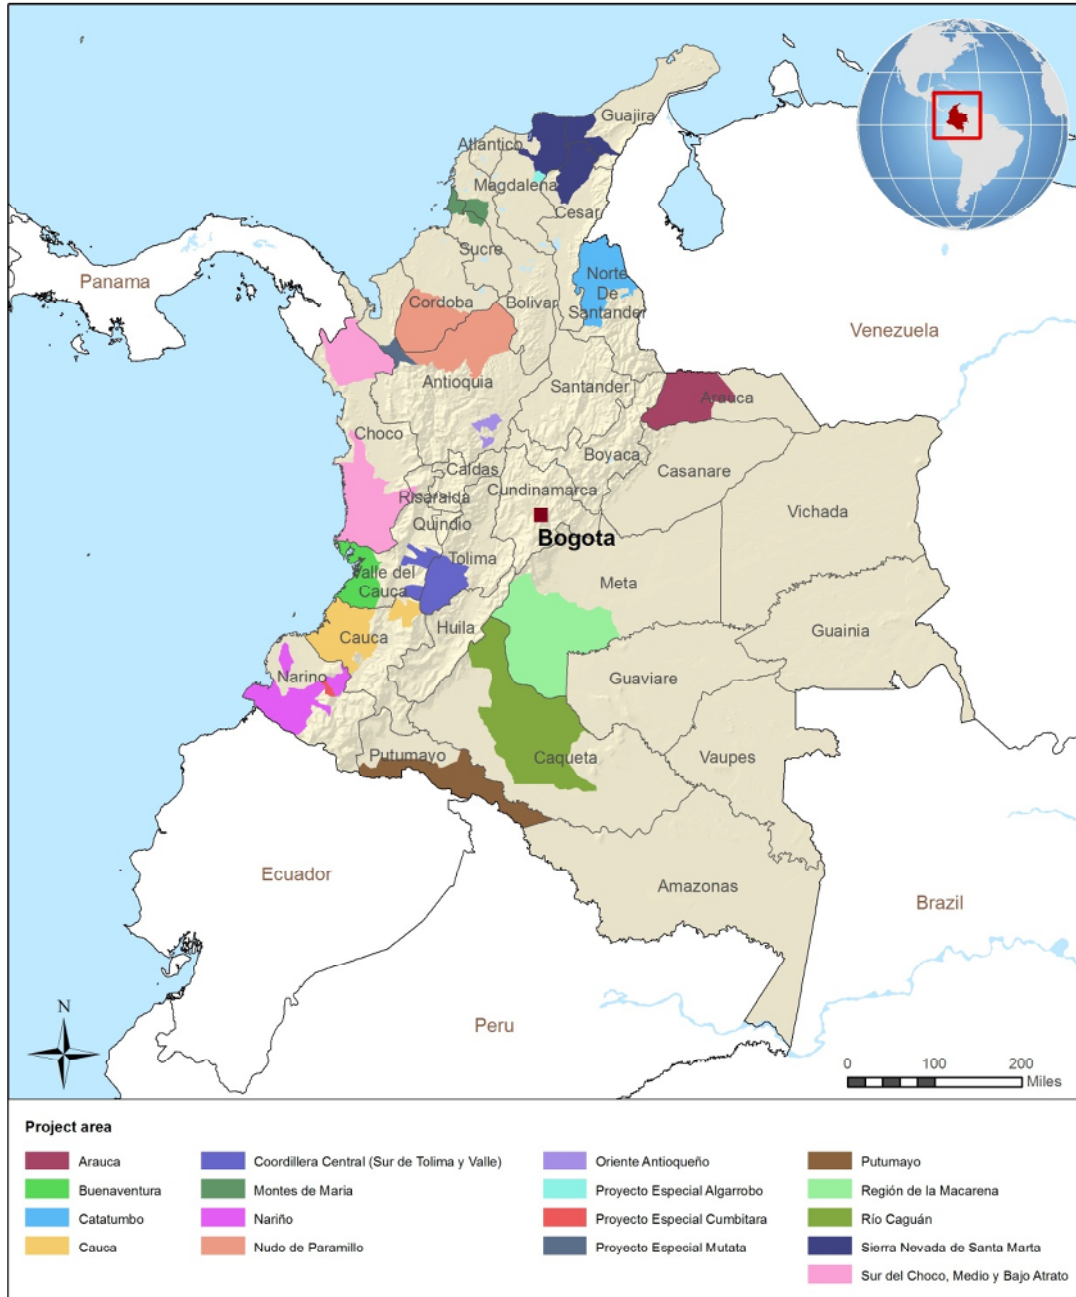 Guajira
Atlantico
Magdalena
Cesar
Sucre
Panama
Norte
De
Santander
Cordoba
Bolivar
Venezuela
Antioquia
Santander
Arauca
Choco
Boyaca
Caldas
Casanare
Risaralda
Cundinamarca
Vichada
Quindio
Bogota
Tolima
Valle del
Cauca
Meta
Cauca
Huila
Guainia
Narino
Guaviare
Putumayo
Caqueta
Vaupes
Ecuador
Amazonas
Brazil
Peru
N
0 100 200
Miles
Project area
Arauca
Buenaventura
Catatumbo
Cauca
Coordillera Central (Sur de Tolima y Valle)
Montes de Maria
Nariño
Nudo de Paramillo
Oriente Antioqueño
Proyecto Especial Algarrobo
Proyecto Especial Cumbitara
Proyecto Especial Mutata
Putumayo
Región de la Macarena
Río Caguán
Sierra Nevada de Santa Marta
Sur del Choco, Medio y Bajo Atrato